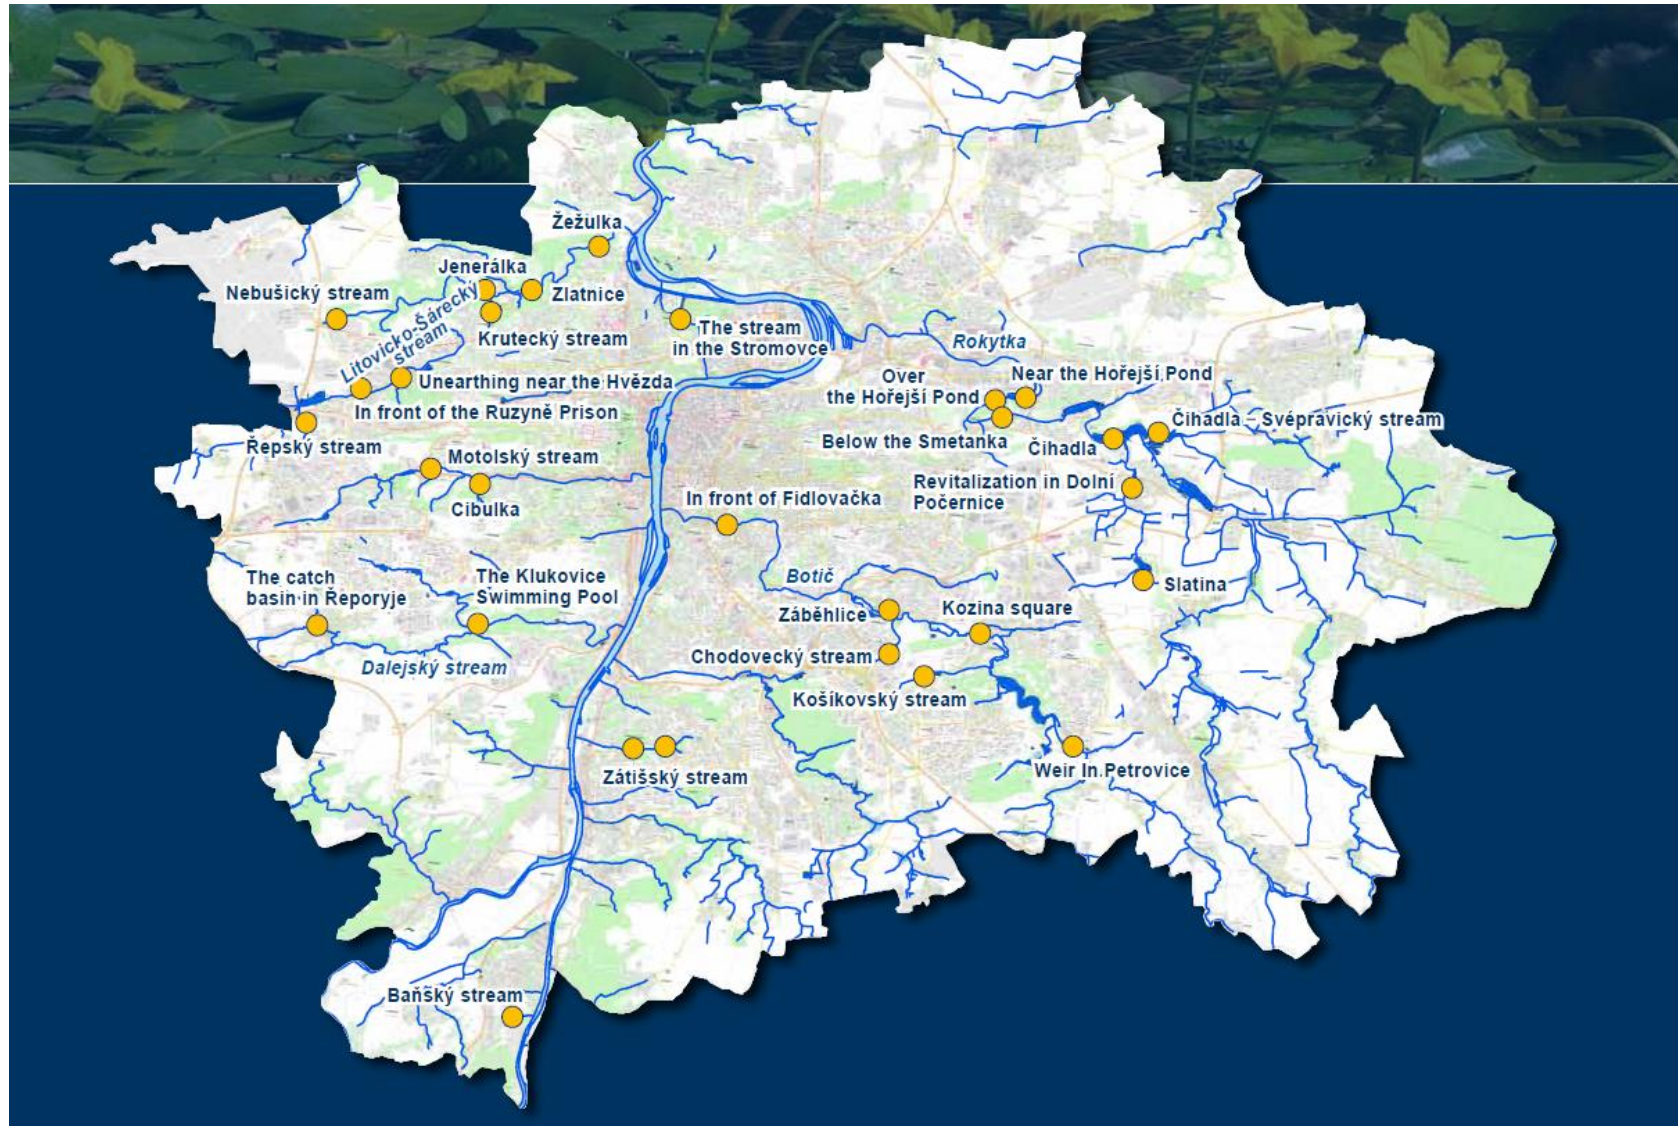 Žežulka
Jenerálka
Nebušický stream
Zlatnice
Litovicko-Šárecký
stream
Krutecký stream
The stream
in the Stromovce
Rokytka
Unearthing near the Hvězda
In front of the Ruzyně Prison
Over
the Hořejší Pond
Near the Hořejší Pond
Řepský stream
Below the Smetanka
Čihadla
Čihadla – Svépravický stream
Motolský stream
Cibulka
Revitalization in Dolní
Počernice
In front of Fidlovačka
The catch
basin in Řeporyje
The Klukovice
Swimming Pool
Botič
Slatina
Záběhlice
Kozina square
Dalejský stream
Chodovecký stream
Košíkovský stream
Zátišský stream
Weir In Petrovice
Baňský stream